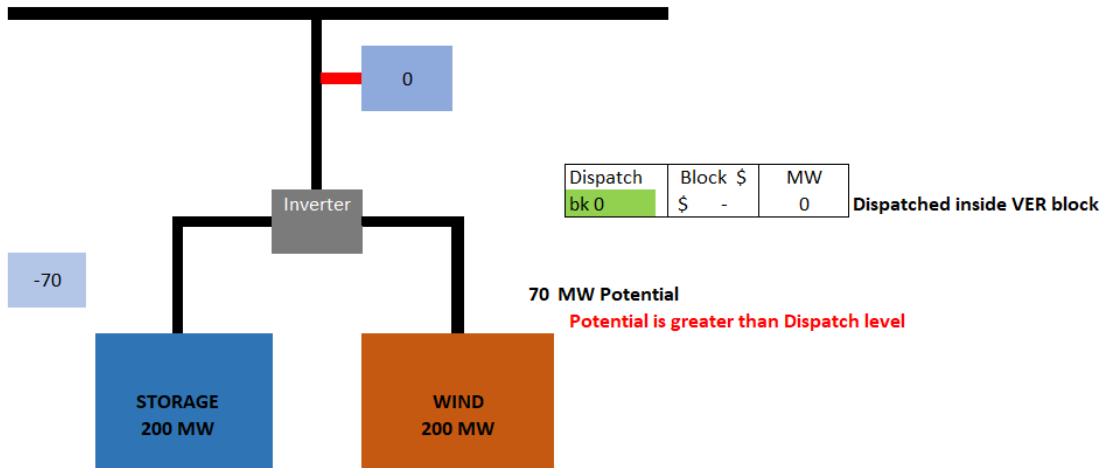 0
Inverter
Dispatch Block $ MW
bk 0 $ - 0 Dispatched inside VER block
-70
70 MW Potential
Potential is greater than Dispatch level
STORAGE
200 MW
WIND
200 MW